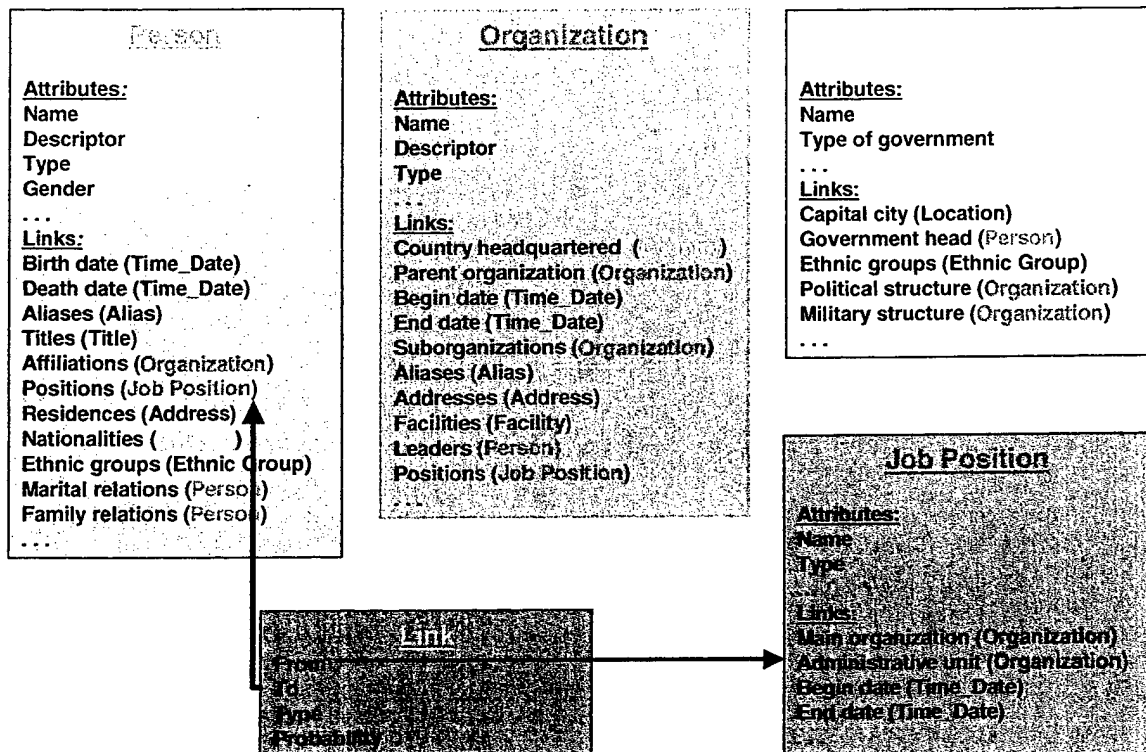 Person
Attributes:
Name
Descriptor
Type
Gender
. . .
Links:
Birth date (Time_Date)
Death date (Time_Date)
Aliases (Alias)
Titles (Title)
Affiliations (Organization)
Positions (Job Position)
Residences (Address)
Nationalities ( )
Ethnic groups (Ethnic Group)
Marital relations (Person)
Family relations (Person)
. . .
Organization
Attributes:
Name
Descriptor
Type
. . .
Links:
Country headquartered ( )
Parent organization (Organization)
Begin date (Time_Date)
End date (Time_Date)
Suborganizations (Organization)
Aliases (Alias)
Addresses (Address)
Facilities (Facility)
Leaders (Person)
Positions (Job Position)
. . .
Attributes:
Name
Type of government
. . .
Links:
Capital city (Location)
Government head (Person)
Ethnic groups (Ethnic Group)
Political structure (Organization)
Military structure (Organization)
. . .
Job Position
Attributes:
Name
Type
. . .
Links:
Main organization (Organization)
Administrative unit (Organization)
Begin date (Time_Date)
End date (Time_Date)
. . .
Link
From
To
Type
Probability